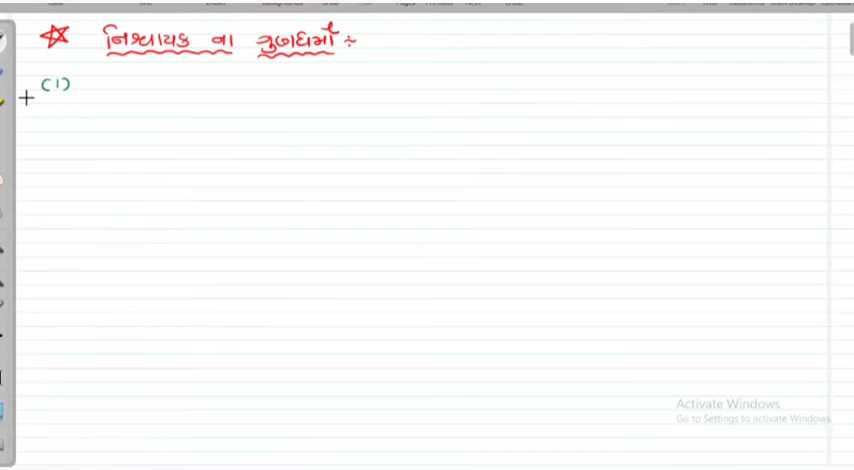 ☆ નિશ્ચાયક ના ગુણધર્મો :-
(1)
Activate Windows
Go to Settings to activate Windows.